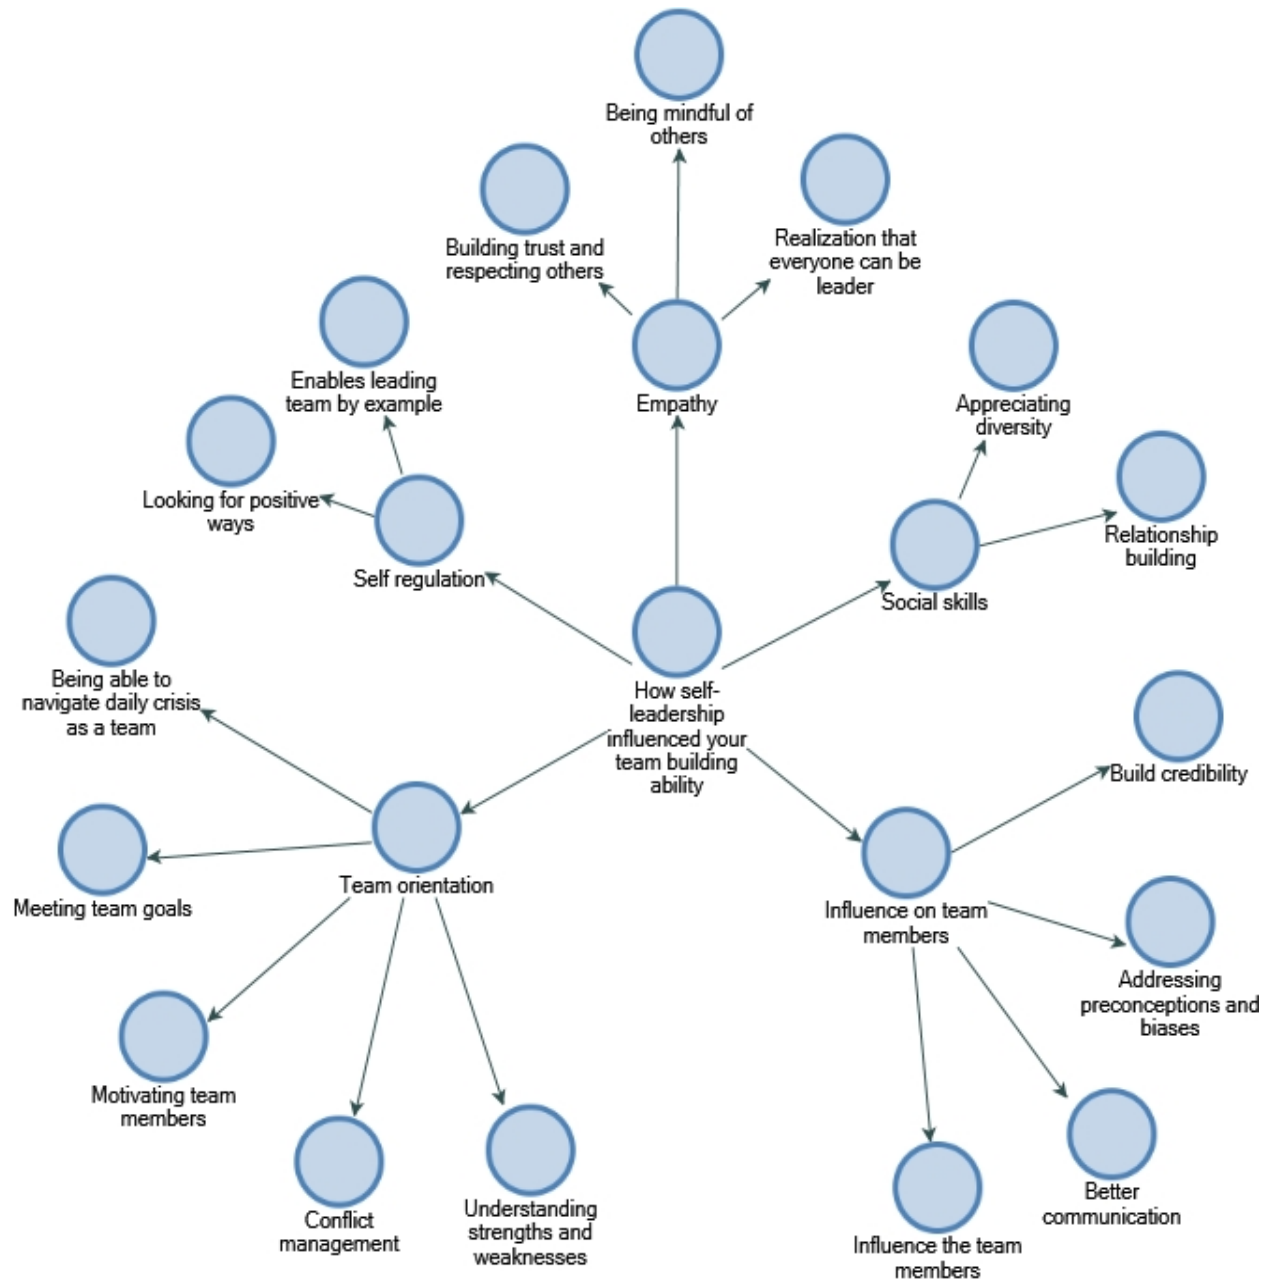 Being mindful of
others
Building trust and
respecting others
Realization that
everyone can be
leader
Enables leading
team by example
Empathy
Appreciating
diversity
Looking for positive
ways
Relationship
building
Self regulation
Social skills
Being able to
navigate daily crisis
as a team
How self-
leadership
influenced your
team building
ability
Build credibility
Team orientation
Meeting team goals
Influence on team
members
Addressing
preconceptions and
biases
Motivating team
members
Conflict
management
Understanding
strengths and
weaknesses
Better
communication
Influence the team
members